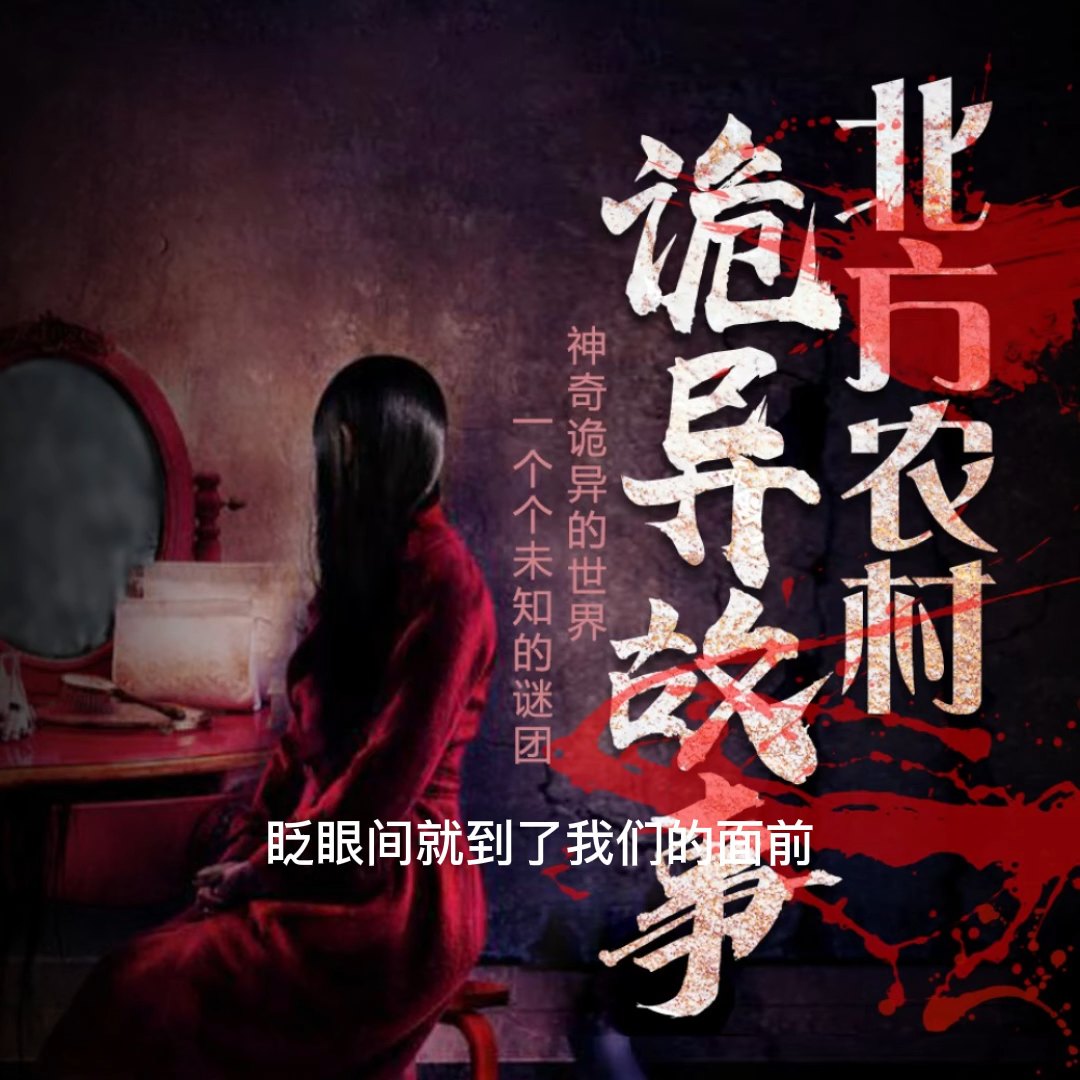 北方农村
诡异故事
神奇诡异的世界
一个个未知的谜团
眨眼间就到了我们的面前